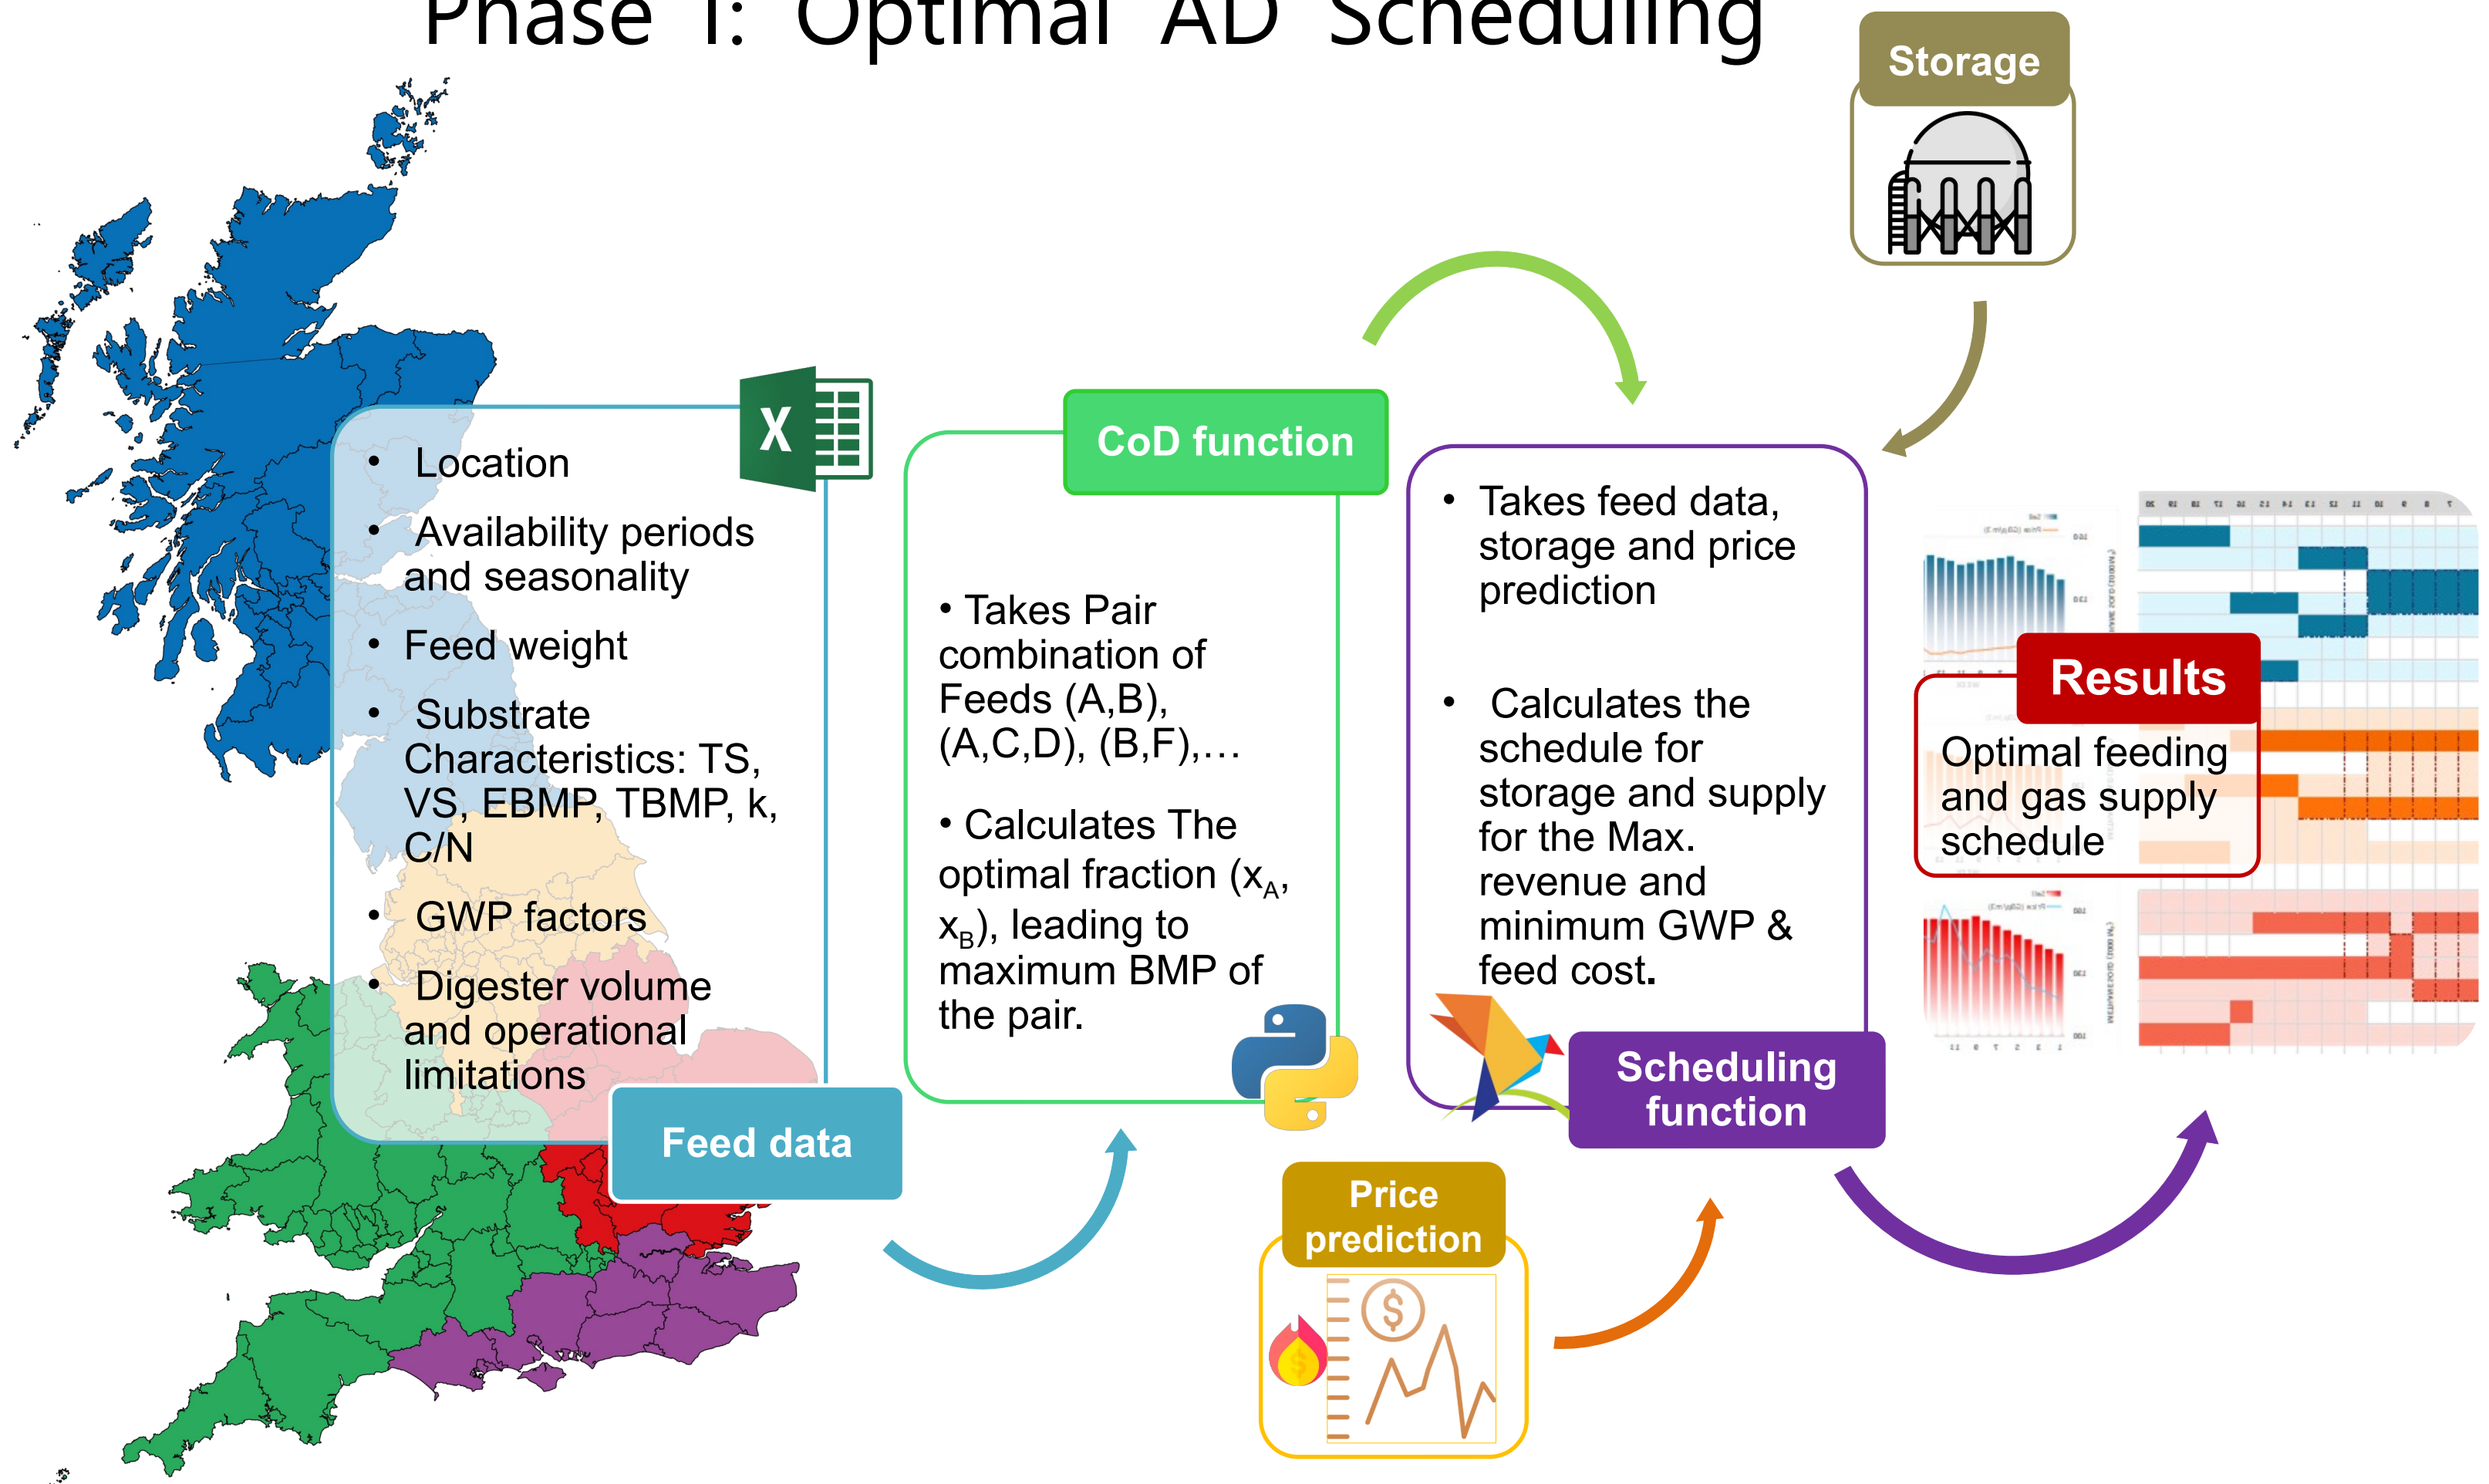 Phase 1: Optimal AD Scheduling
Storage
X
• Location
• Availability periods
and seasonality
• Feed weight
• Substrate
Characteristics: TS,
VS, EBMP, TBMP, k,
C/N
• GWP factors
• Digester volume
and operational
limitations
Feed data
CoD function
• Takes Pair
combination of
Feeds (A,B),
(A,C,D), (B,F),…
• Calculates The
optimal fraction (xA,
xB), leading to
maximum BMP of
the pair.
• Takes feed data,
storage and price
prediction
• Calculates the
schedule for
storage and supply
for the Max.
revenue and
minimum GWP &
feed cost.
Scheduling
function
Price
prediction
$
$
Results
Optimal feeding
and gas supply
schedule